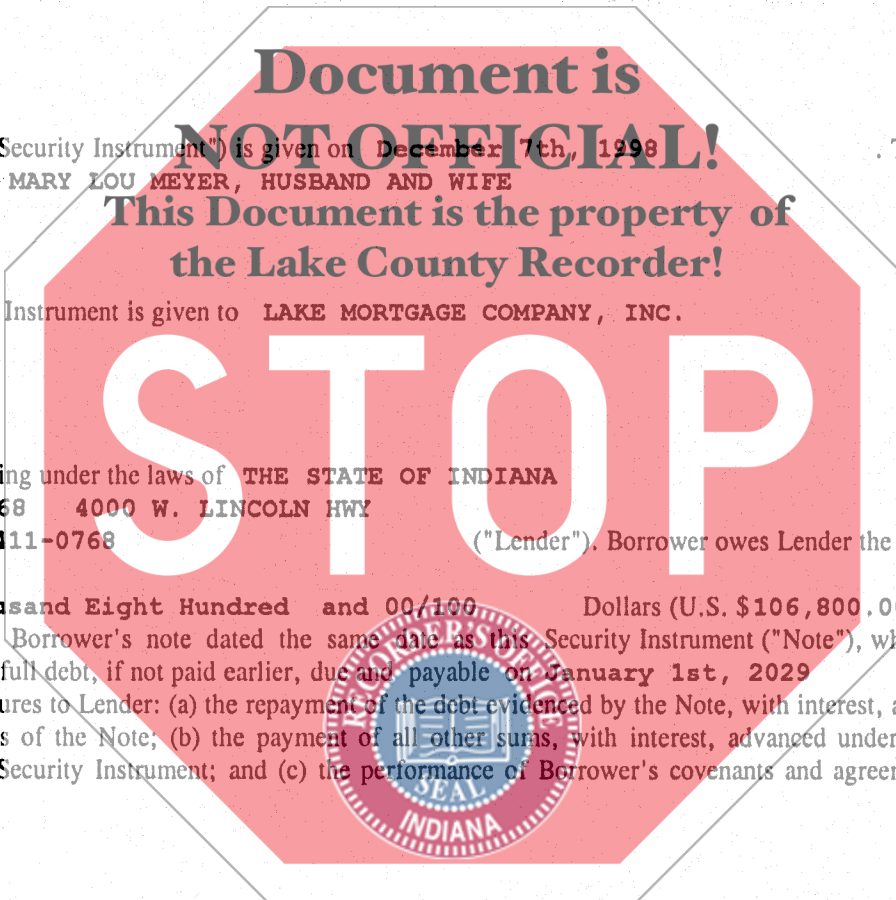 Document is
NOT OFFICIAL!
Security Instrument") is given on December 7th, 1998 .
MARY LOU MEYER, HUSBAND AND WIFE
This Document is the property of
the Lake County Recorder!
Instrument is given to LAKE MORTGAGE COMPANY, INC.
STOP
ing under the laws of THE STATE OF INDIANA
68 4000 W. LINCOLN HWY
11-0768 ("Lender"). Borrower owes Lender the
sand Eight Hundred and 00/100 Dollars (U.S. $106,800.0
Borrower's note dated the same date as this Security Instrument ("Note"), wh
full debt, if not paid earlier, due and payable on January 1st, 2029
ures to Lender: (a) the repayment of the debt evidenced by the Note, with interest, a
s of the Note; (b) the payment of all other sums, with interest, advanced under
Security Instrument; and (c) the performance of Borrower's covenants and agreem
RECORDER'S OFFICE
SEAL
INDIANA